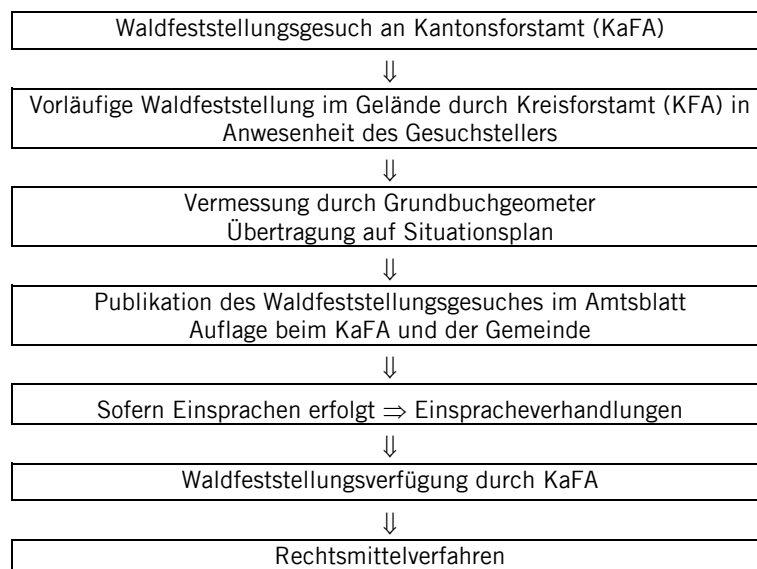 Waldfeststellungsgesuch an Kantonsforstamt (KaFA)
⇓
Vorläufige Waldfeststellung im Gelände durch Kreisforstamt (KFA) in
Anwesenheit des Gesuchstellers
⇓
Vermessung durch Grundbuchgeometer
Übertragung auf Situationsplan
⇓
Publikation des Waldfeststellungsgesuches im Amtsblatt
Auflage beim KaFA und der Gemeinde
⇓
Sofern Einsprachen erfolgt ⇒ Einspracheverhandlungen
⇓
Waldfeststellungsverfügung durch KaFA
⇓
Rechtsmittelverfahren